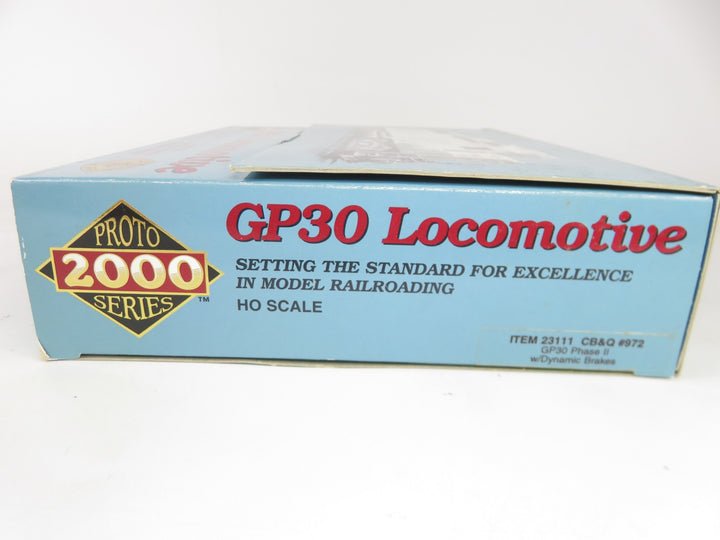 PROTO
2000
SERIES
™
GP30 Locomotive
SETTING THE STANDARD FOR EXCELLENCE
IN MODEL RAILROADING
HO SCALE
ITEM 23111 CB&Q #972
GP30 Phase II
w/Dynamic Brakes